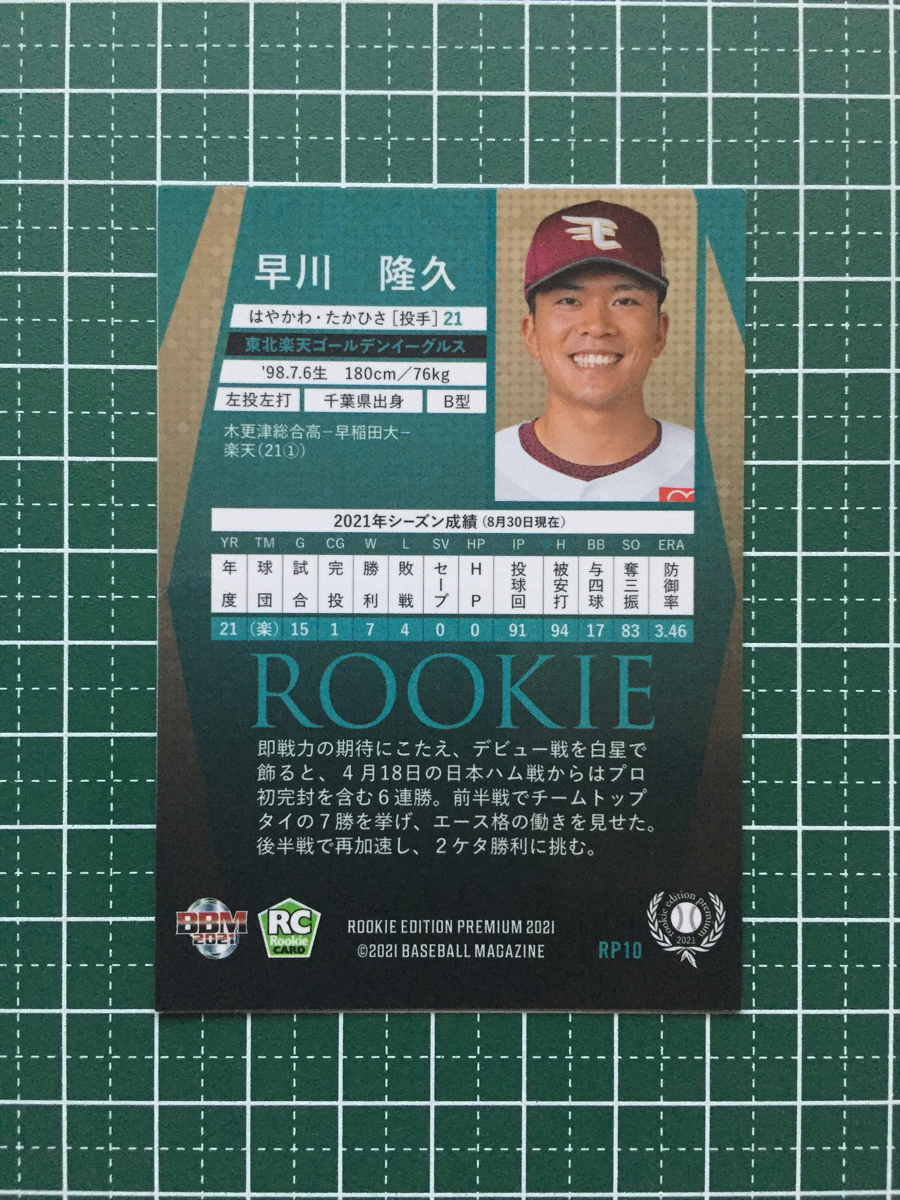 早川 隆久
はやかわ・たかひさ[投手]21
東北楽天ゴールデンイーグルス
'98.7.6生 180cm/76kg
左投左打 千葉県出身 B型
木更津総合高-早稲田大-
楽天(21①)
2021年シーズン成績(8月30日現在)
YR TM G CG W L SV HP IP H BB SO ERA
年度 球団 試合 完投 勝利 敗戦 セーブ HP 投球回 被安打 与四球 奪三振 防御率
21 (楽) 15 1 7 4 0 0 91 94 17 83 3.46
ROOKIE
即戦力の期待にこたえ、デビュー戦を白星で
飾ると、4月18日の日本ハム戦からはプロ
初完封を含む6連勝。前半戦でチームトップ
タイの7勝を挙げ、エース格の働きを見せた。
後半戦で再加速し、2ケタ勝利に挑む。
BBM
2021
RC
Rookie
CARD
ROOKIE EDITION PREMIUM 2021
©2021 BASEBALL MAGAZINE
RP10
rookie edition premium
2021